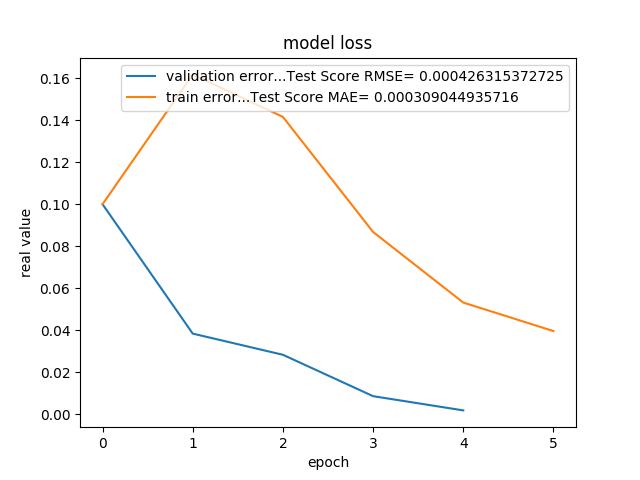 model loss
validation error...Test Score RMSE= 0.000426315372725
train error...Test Score MAE= 0.000309044935716
real value
0.16
0.14
0.12
0.10
0.08
0.06
0.04
0.02
0.00
0 1 2 3 4 5
epoch